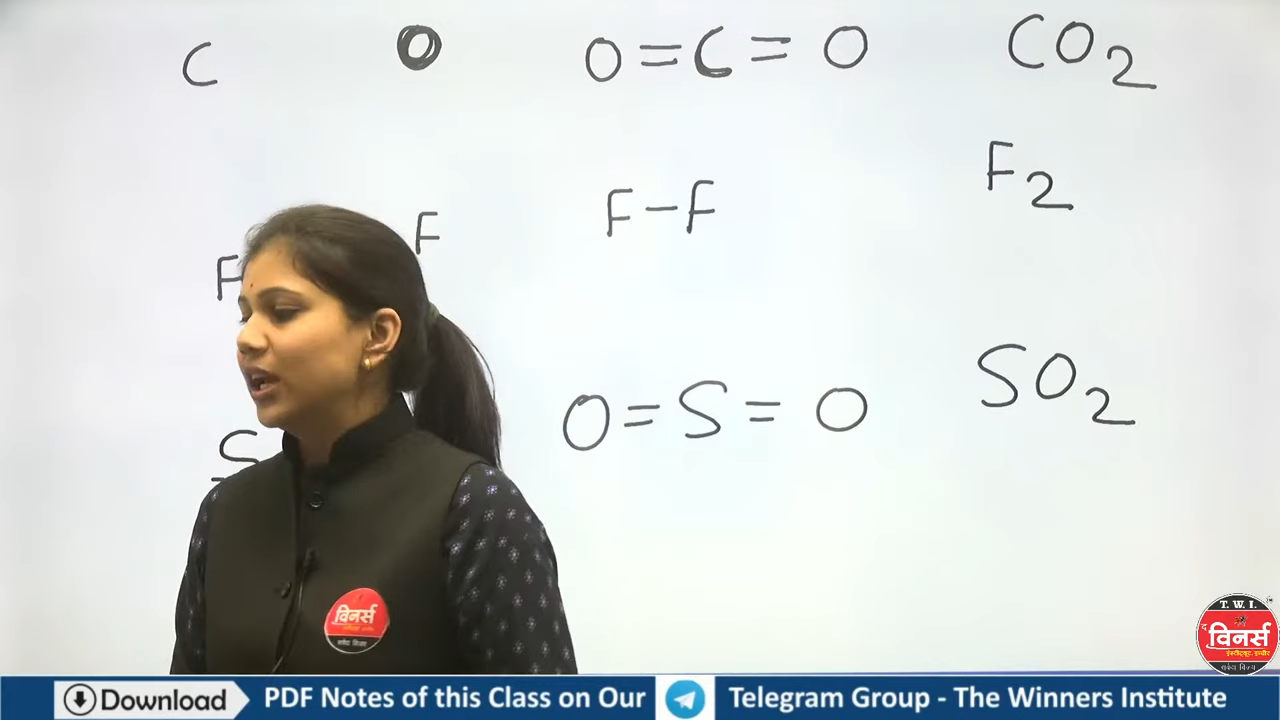 C O O=C=O CO2
F F F-F F2
S O=S=O SO2
विनर्स
T. W. I.
विनर्स
Download PDF Notes of this Class on Our Telegram Group - The Winners Institute